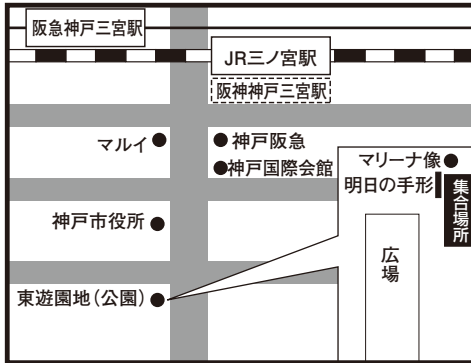 阪急神戸三宮駅
JR三ノ宮駅
阪神神戸三宮駅
マルイ
神戸阪急
神戸国際会館
マリーナ像
明日の手形
集合場所
神戸市役所
広場
東遊園地(公園)